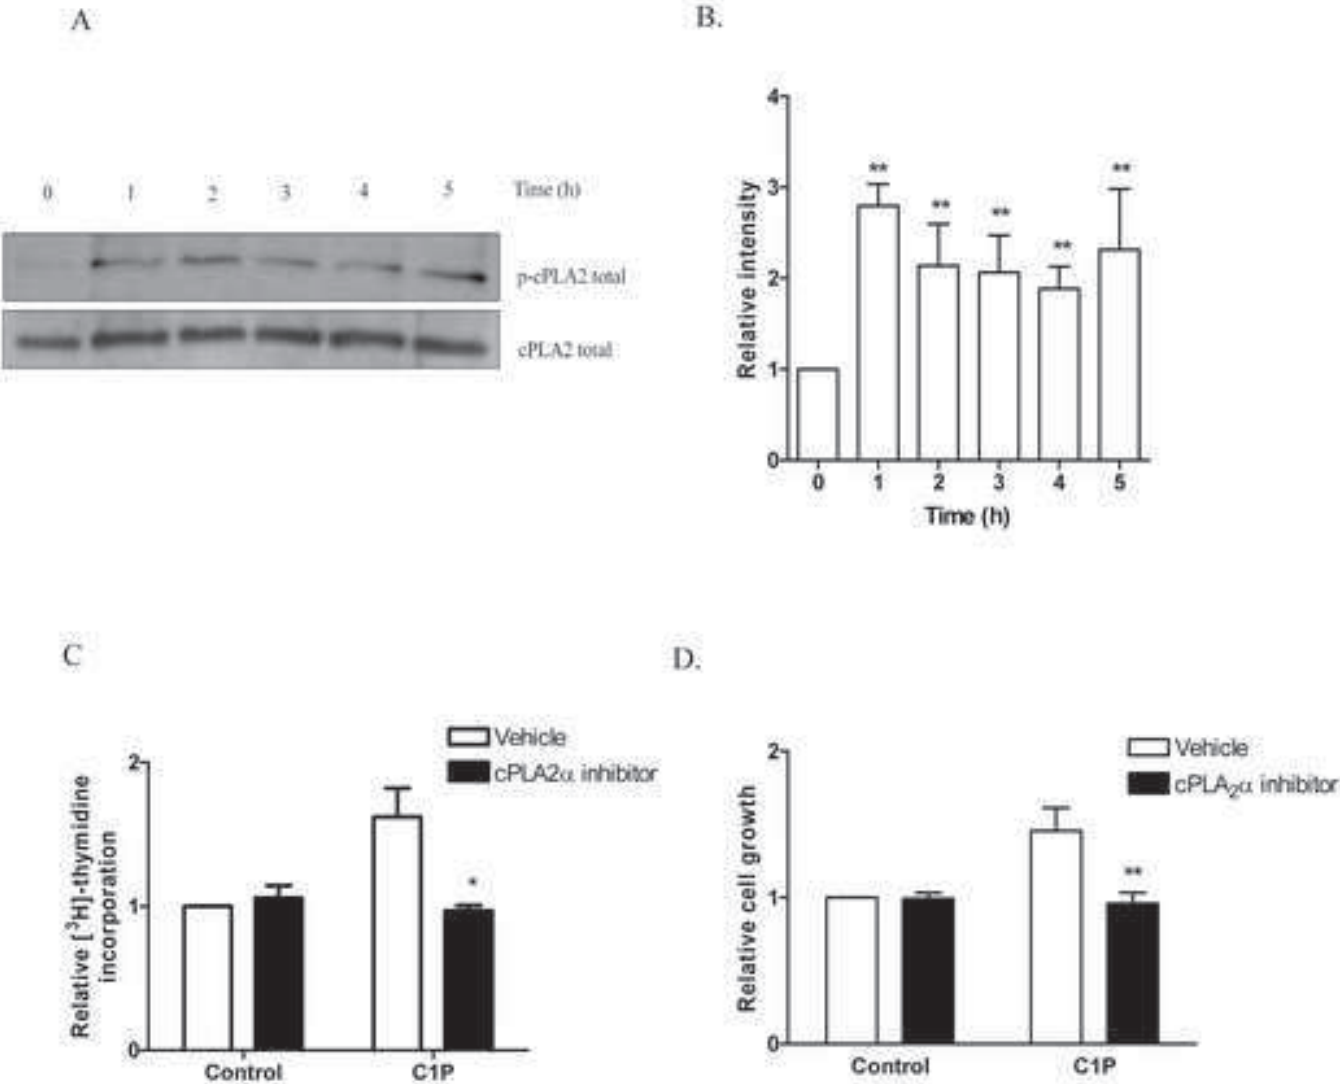 A
0 1 2 3 4 5 Time (h)
p-cPLA2 total
cPLA2 total
B.
4
3
2
1
0
Relative intensity
** ** ** ** **
0 1 2 3 4 5
Time (h)
C
Vehicle
cPLA2α inhibitor
2
1
0
Relative [³H]-thymidine
incorporation
*
Control C1P
D.
Vehicle
cPLA₂α inhibitor
2
1
0
Relative cell growth
**
Control C1P